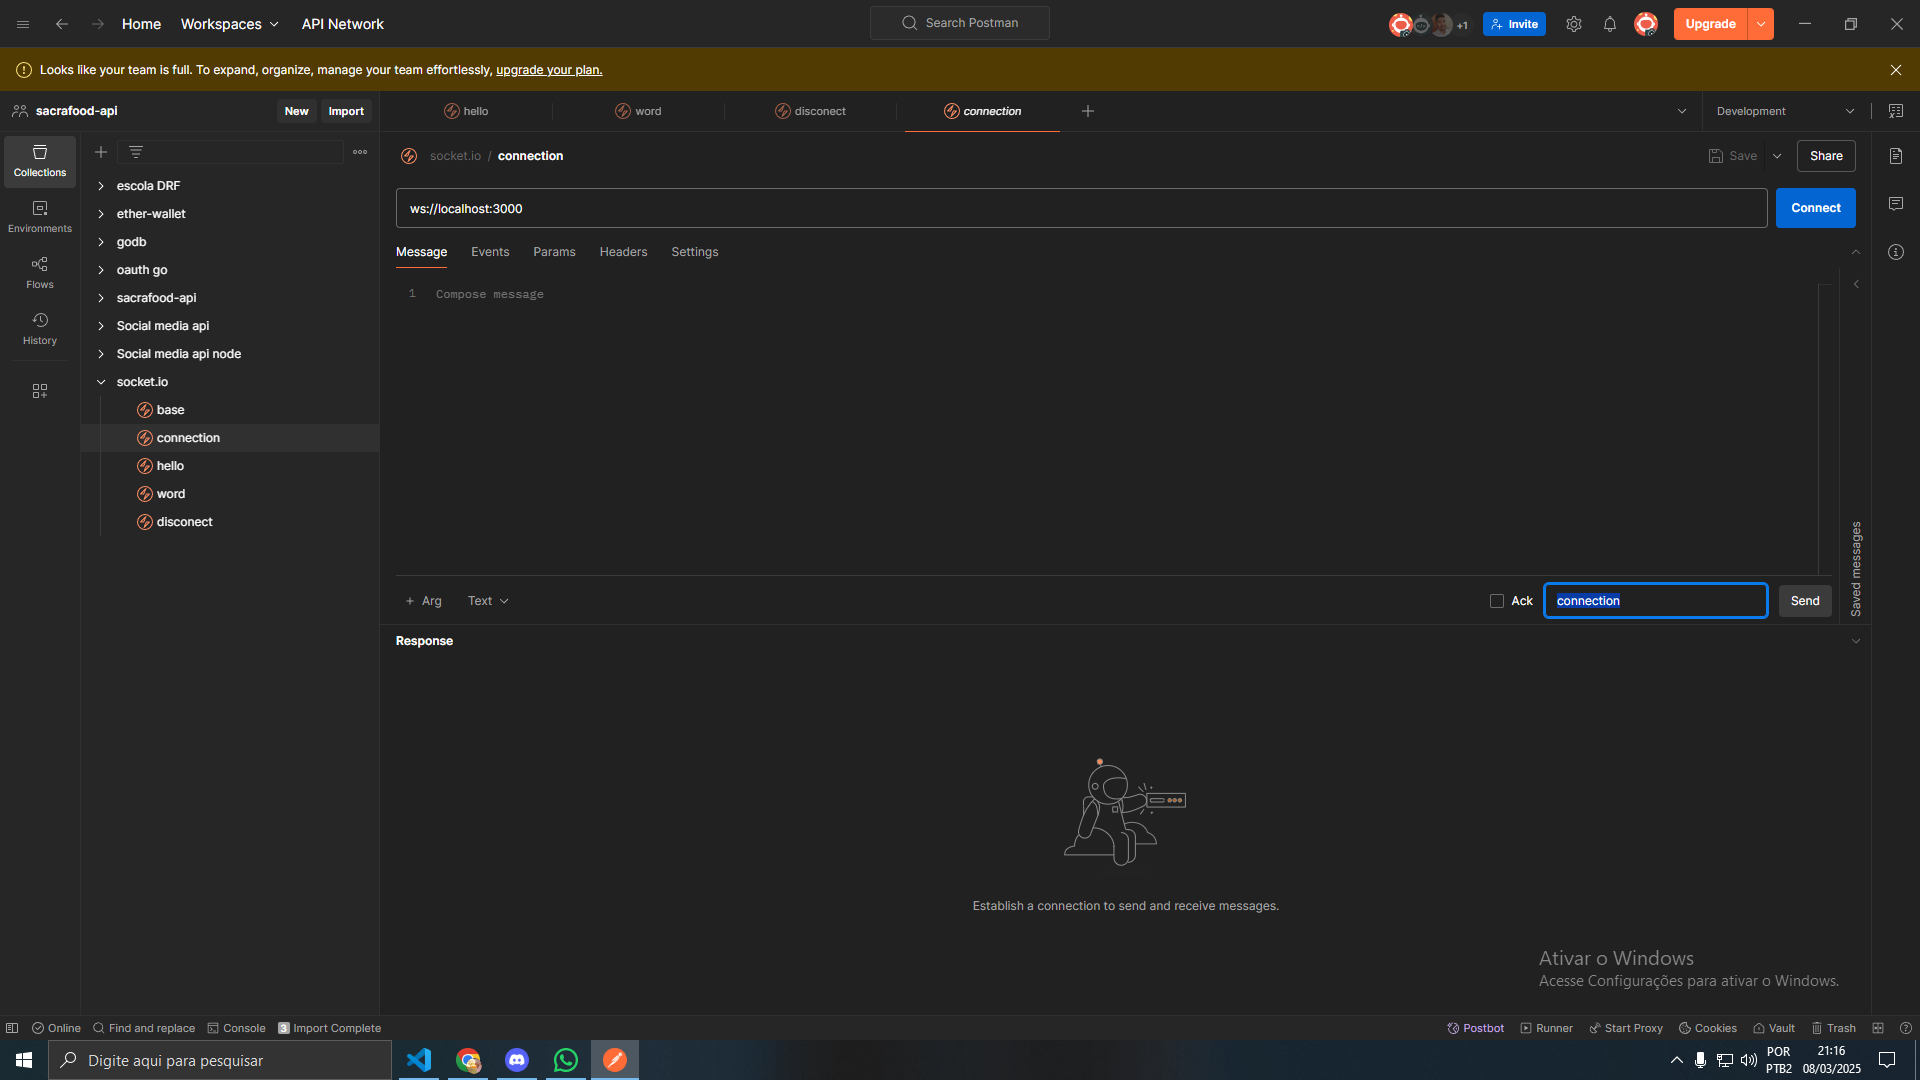 Home
Workspaces
API Network
Search Postman
+1
Invite
Upgrade
Looks like your team is full. To expand, organize, manage your team effortlessly, upgrade your plan.
sacrafood-api
New
Import
hello
word
disconect
connection
Development
Collections
Environments
Flows
History
escola DRF
ether-wallet
godb
oauth go
sacrafood-api
Social media api
Social media api node
socket.io
base
connection
hello
word
disconect
socket.io / connection
Save
Share
ws://localhost:3000
Connect
Message
Events
Params
Headers
Settings
1
Compose message
Saved messages
+ Arg
Text
Ack
connection
Send
Response
Establish a connection to send and receive messages.
Ativar o Windows
Acesse Configurações para ativar o Windows.
Online
Find and replace
Console
3 Import Complete
Postbot
Runner
Start Proxy
Cookies
Vault
Trash
Digite aqui para pesquisar
POR
PTB2
21:16
08/03/2025